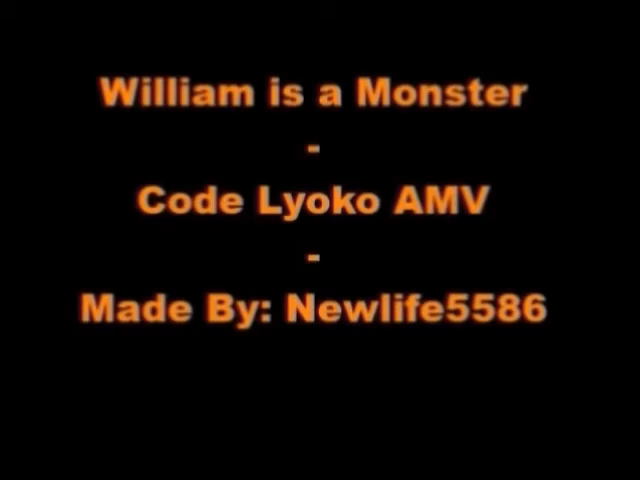 William is a Monster
-
Code Lyoko AMV
-
Made By: Newlife5586